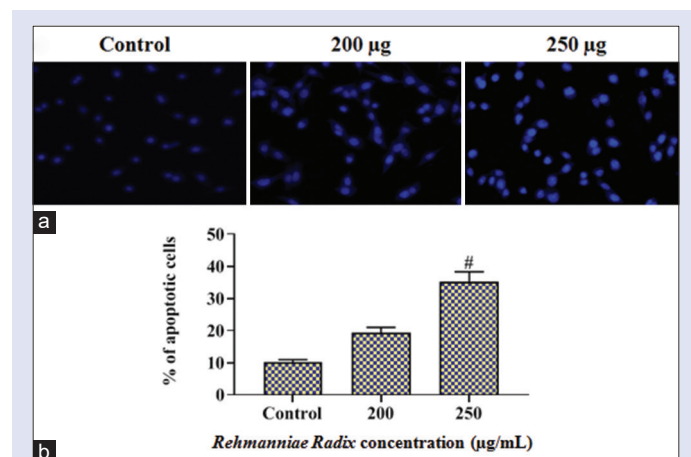 Control 200 µg 250 µg
a
50
40
30
20
10
0
% of apoptotic cells
#
Control 200 250
Rehmanniae Radix concentration (µg/mL)
b